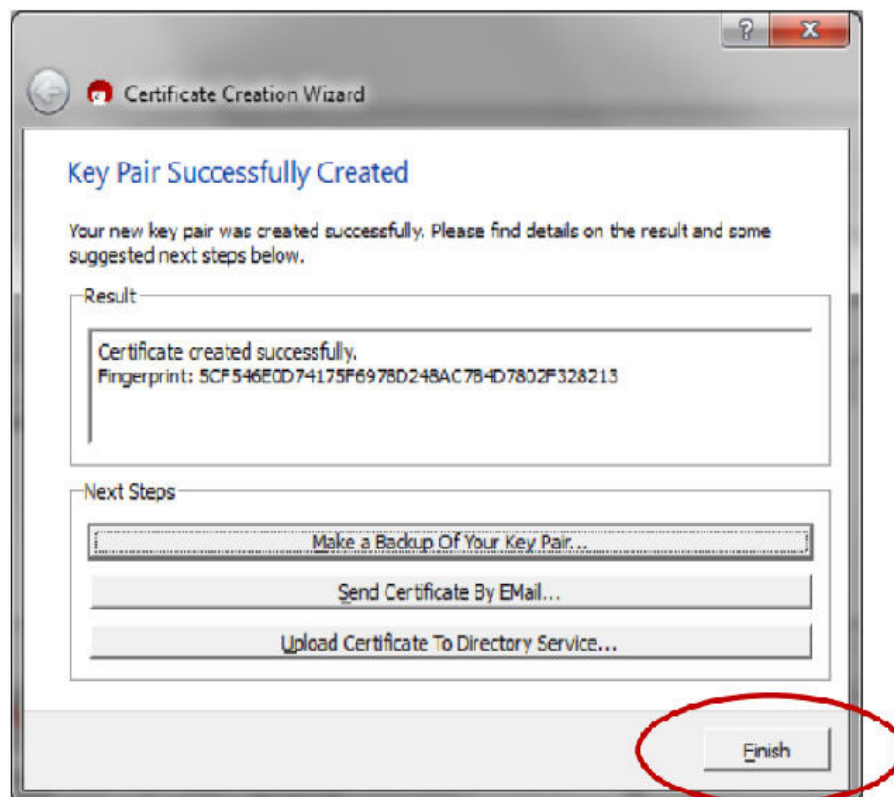 Certificate Creation Wizard
Key Pair Successfully Created
Your new key pair was created successfully. Please find details on the result and some
suggested next steps below.
Result
Certificate created successfully.
Fingerprint: 5CF546E0D74175F6978D248AC7B4D7802F328213
Next Steps
Make a Backup Of Your Key Pair...
Send Certificate By EMail...
Upload Certificate To Directory Service...
Finish